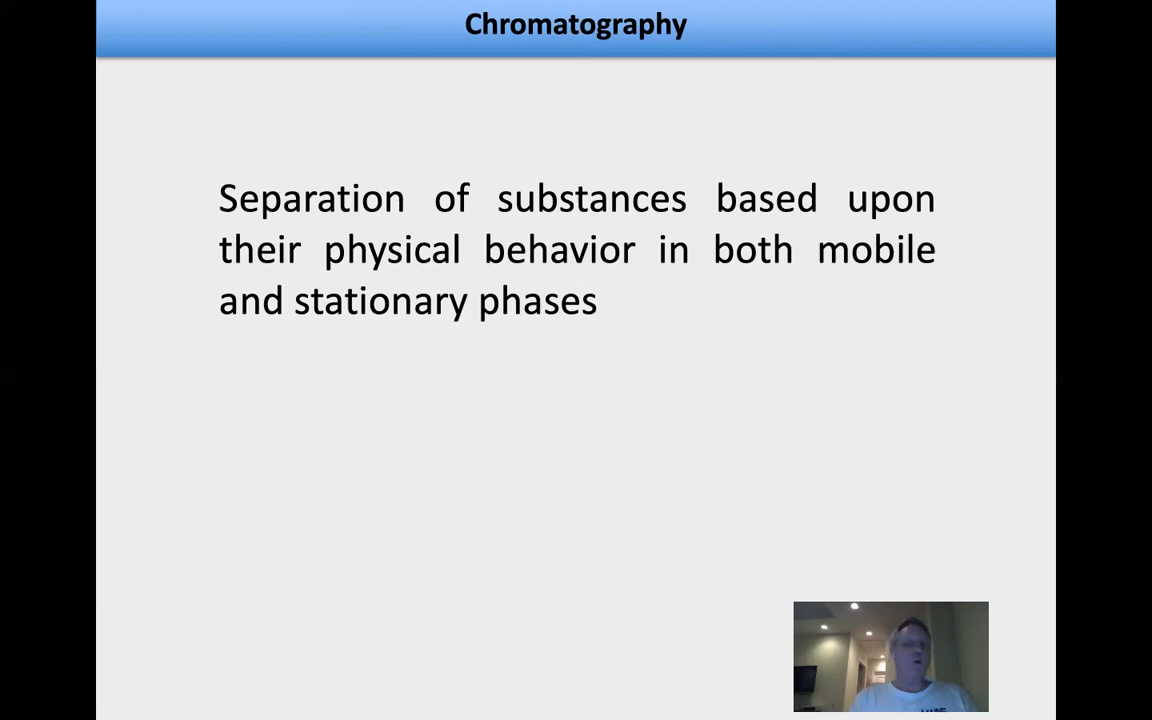 Chromatography
Separation of substances based upon
their physical behavior in both mobile
and stationary phases